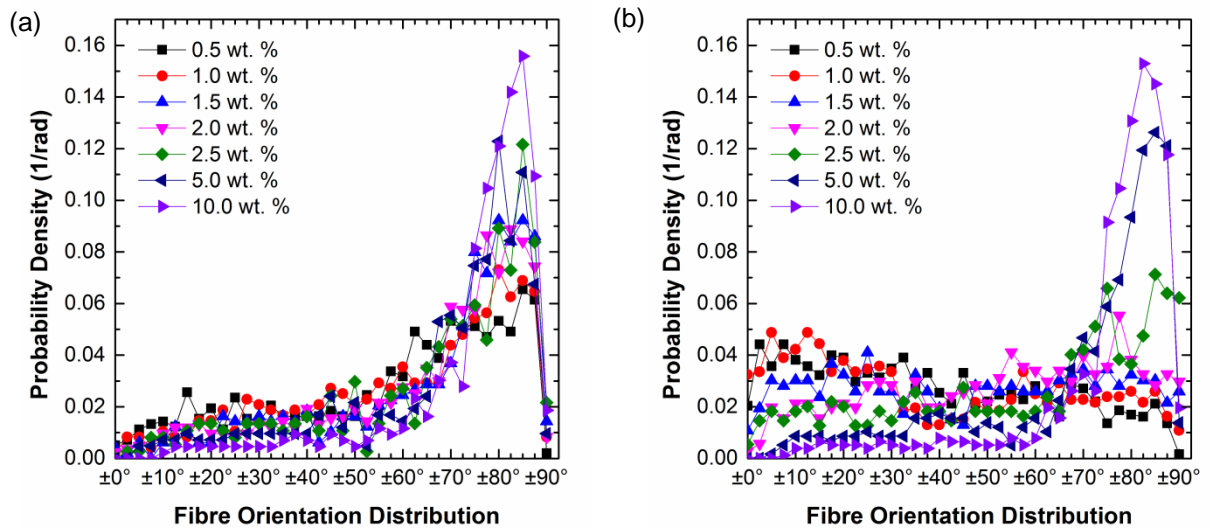 (a)
Probability Density (1/rad)
0.16
0.14
0.12
0.10
0.08
0.06
0.04
0.02
0.00
0.5 wt. %
1.0 wt. %
1.5 wt. %
2.0 wt. %
2.5 wt. %
5.0 wt. %
10.0 wt. %
±0° ±10° ±20° ±30° ±40° ±50° ±60° ±70° ±80° ±90°
Fibre Orientation Distribution
(b)
Probability Density (1/rad)
0.16
0.14
0.12
0.10
0.08
0.06
0.04
0.02
0.00
0.5 wt. %
1.0 wt. %
1.5 wt. %
2.0 wt. %
2.5 wt. %
5.0 wt. %
10.0 wt. %
±0° ±10° ±20° ±30° ±40° ±50° ±60° ±70° ±80° ±90°
Fibre Orientation Distribution